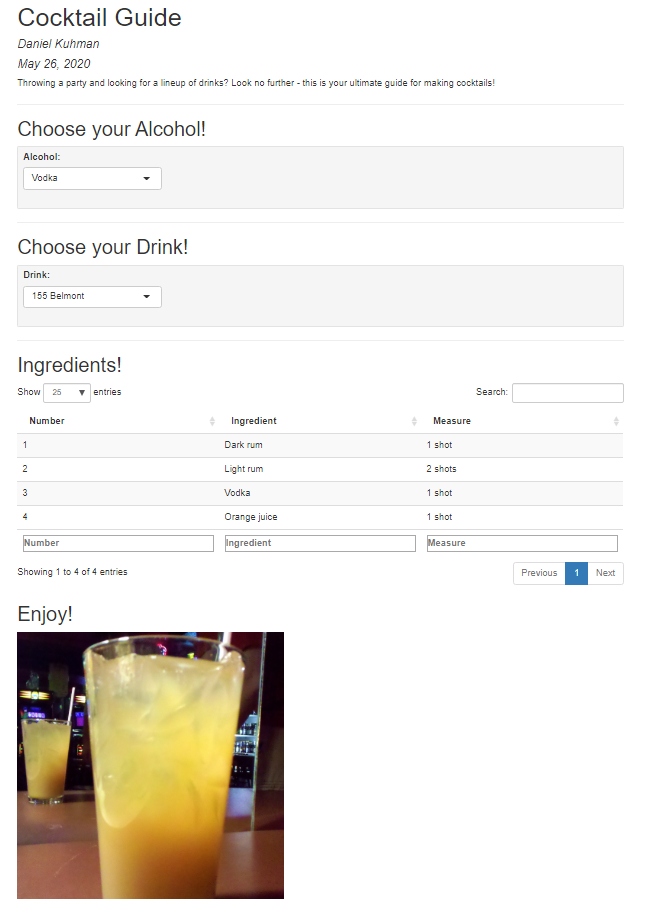 Cocktail Guide
Daniel Kuhman
May 26, 2020
Throwing a party and looking for a lineup of drinks? Look no further - this is your ultimate guide for making cocktails!
Choose your Alcohol!
Alcohol:
Vodka
Choose your Drink!
Drink:
155 Belmont
Ingredients!
Show 25 entries Search:
Number Ingredient Measure
1 Dark rum 1 shot
2 Light rum 2 shots
3 Vodka 1 shot
4 Orange juice 1 shot
Number Ingredient Measure
Showing 1 to 4 of 4 entries Previous 1 Next
Enjoy!